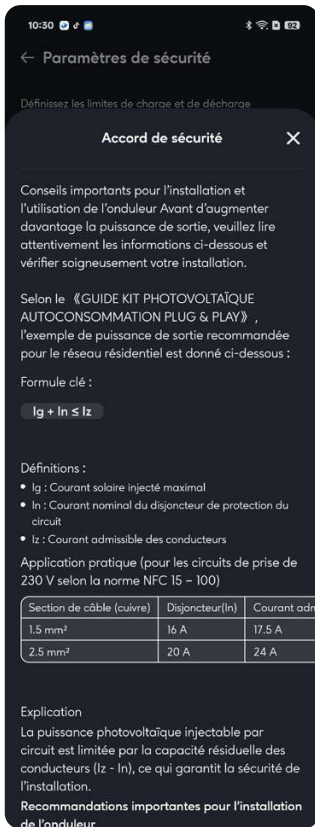 10:30
92
← Paramètres de sécurité
Définissez les limites de charge et de décharge
Accord de sécurité
Conseils importants pour l'installation et
l'utilisation de l'onduleur Avant d'augmenter
davantage la puissance de sortie, veuillez lire
attentivement les informations ci-dessous et
vérifier soigneusement votre installation.
Selon le 《GUIDE KIT PHOTOVOLTAÏQUE
AUTOCONSOMMATION PLUG & PLAY》 ,
l'exemple de puissance de sortie recommandée
pour le réseau résidentiel est donné ci-dessous :
Formule clé :
Ig + In ≤ Iz
Définitions :
• Ig : Courant solaire injecté maximal
• In : Courant nominal du disjoncteur de protection du
circuit
• Iz : Courant admissible des conducteurs
Application pratique (pour les circuits de prise de
230 V selon la norme NFC 15 – 100)
Section de câble (cuivre) Disjoncteur(In) Courant adm
1.5 mm² 16 A 17.5 A
2.5 mm² 20 A 24 A
Explication
La puissance photovoltaïque injectable par
circuit est limitée par la capacité résiduelle des
conducteurs (Iz - In), ce qui garantit la sécurité de
l'installation.
Recommandations importantes pour l'installation
de l'onduleur